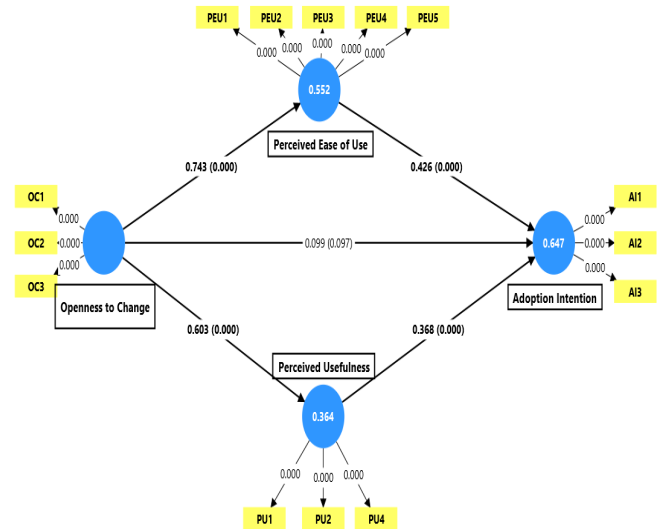 PEU1 PEU2 PEU3 PEU4 PEU5
0.000 0.000 0.000 0.000 0.000
0.552
Perceived Ease of Use
0.743 (0.000)
0.426 (0.000)
OC1
OC2
OC3
0.000
0.000
0.000
Openness to Change
0.099 (0.097)
0.647
0.000
0.000
0.000
AI1
AI2
AI3
Adoption Intention
0.603 (0.000)
0.368 (0.000)
Perceived Usefulness
0.364
0.000 0.000 0.000
PU1 PU2 PU4